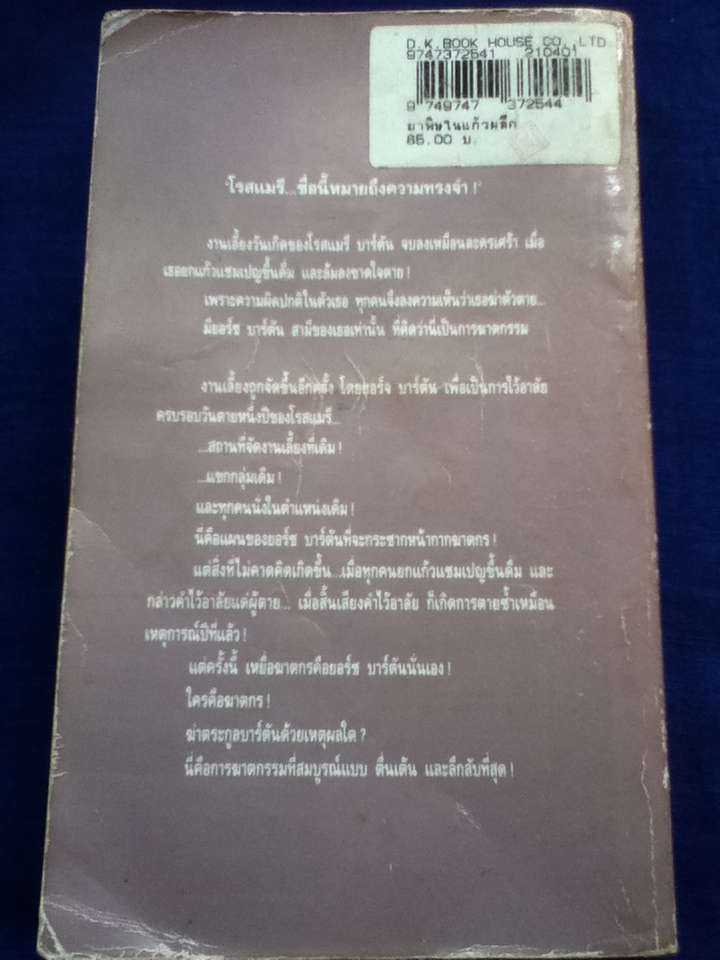 D.K.BOOK HOUSE CO.,LTD
9747372541 210401
9 749747 372544
ยาพิษในแก้วผลึก
65.00 บ.
'โรสแมรี...ชื่อนี้หมายถึงความทรงจำ!'
งานเลี้ยงวันเกิดของโรสแมรี บาร์ตัน จบลงเหมือนละครเศร้า เมื่อ
เธอยกแก้วแชมเปญขึ้นดื่ม และล้มลงขาดใจตาย!
เพราะความผิดปกติในตัวเธอ ทุกคนจึงลงความเห็นว่าเธอฆ่าตัวตาย...
มียอร์ช บาร์ตัน สามีของเธอเท่านั้น ที่คิดว่านี่เป็นการฆาตกรรม
งานเลี้ยงถูกจัดขึ้นอีกครั้ง โดยยอร์จ บาร์ตัน เพื่อเป็นการไว้อาลัย
ครบรอบวันตายหนึ่งปีของโรสแมรี...
...สถานที่จัดงานเลี้ยงที่เดิม!
...แขกกลุ่มเดิม!
และทุกคนนั่งในตำแหน่งเดิม!
นี่คือแผนของยอร์ช บาร์ตันที่จะกระชากหน้ากากฆาตกร!
แต่สิ่งที่ไม่คาดคิดเกิดขึ้น...เมื่อทุกคนยกแก้วแชมเปญขึ้นดื่ม และ
กล่าวคำไว้อาลัยแด่ผู้ตาย... เมื่อสิ้นเสียงคำไว้อาลัย ก็เกิดการตายซ้ำเหมือน
เหตุการณ์ปีที่แล้ว!
แต่ครั้งนี้ เหยื่อฆาตกรคือยอร์ช บาร์ตันนั่นเอง!
ใครคือฆาตกร!
ฆ่าตระกูลบาร์ตันด้วยเหตุผลใด?
นี่คือการฆาตกรรมที่สมบูรณ์แบบ ตื่นเต้น และลึกลับที่สุด!